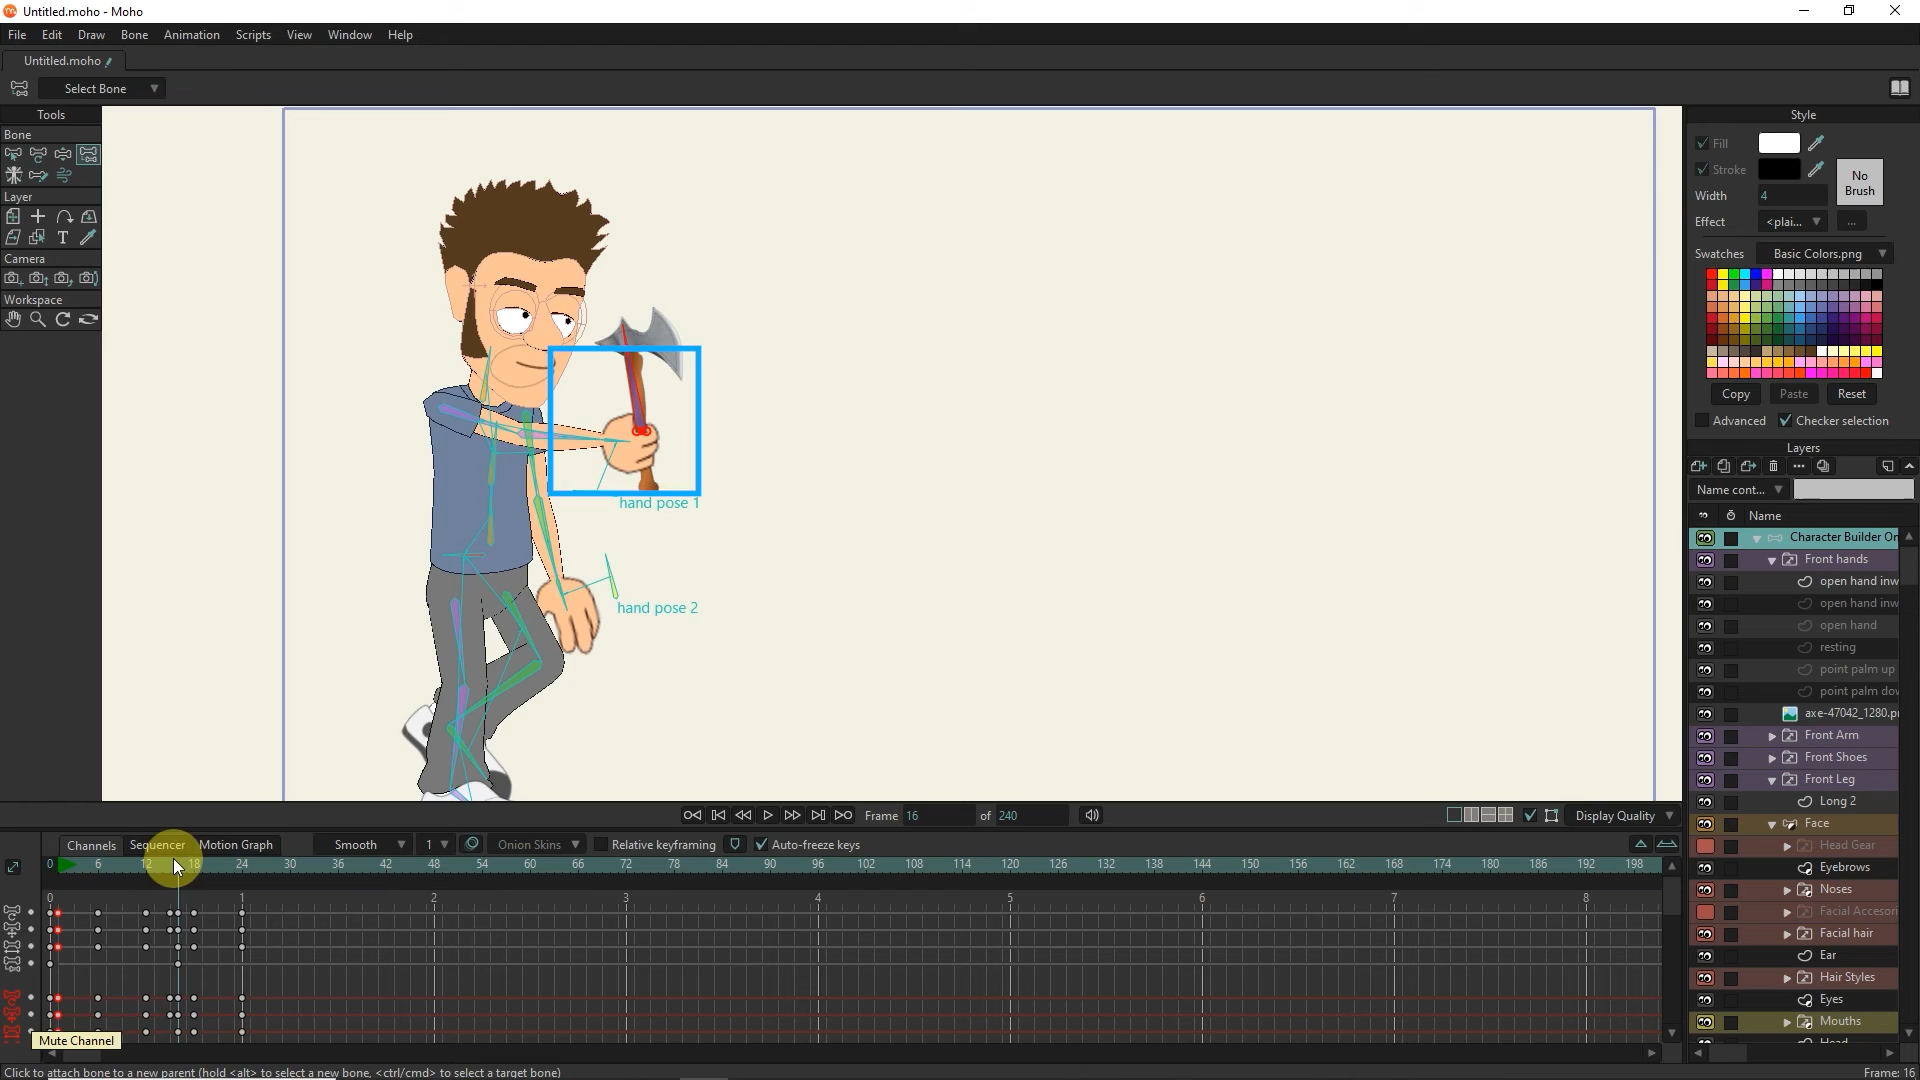 Untitled.moho - Moho
File Edit Draw Bone Animation Scripts View Window Help
Untitled.moho
Select Bone
Tools
Bone
Layer
T
Camera
Workspace
hand pose 1
hand pose 2
Style
Fill
Stroke
No Brush
Width 4
Effect <plai... ...
Swatches Basic Colors.png
Copy Paste Reset
Advanced Checker selection
Layers
Name cont...
Name
Character Builder On
Front hands
open hand inw
open hand inw
open hand
resting
point palm up
point palm dov
axe-47042_1280.p
Front Arm
Front Shoes
Front Leg
Long 2
Face
Head Gear
Eyebrows
Noses
Facial Accesori
Facial hair
Ear
Hair Styles
Eyes
Mouths
Head
Frame 16 of 240 Display Quality
Channels Sequencer Motion Graph Smooth 1 Onion Skins Relative keyframing Auto-freeze keys
0 6 12 18 24 30 36 42 48 54 60 66 72 78 84 90 96 102 108 114 120 126 132 138 144 150 156 162 168 174 180 186 192 198
0 1 2 3 4 5 6 7 8
Mute Channel
Click to attach bone to a new parent (hold <alt> to select a new bone, <ctrl/cmd> to select a target bone) Frame: 16